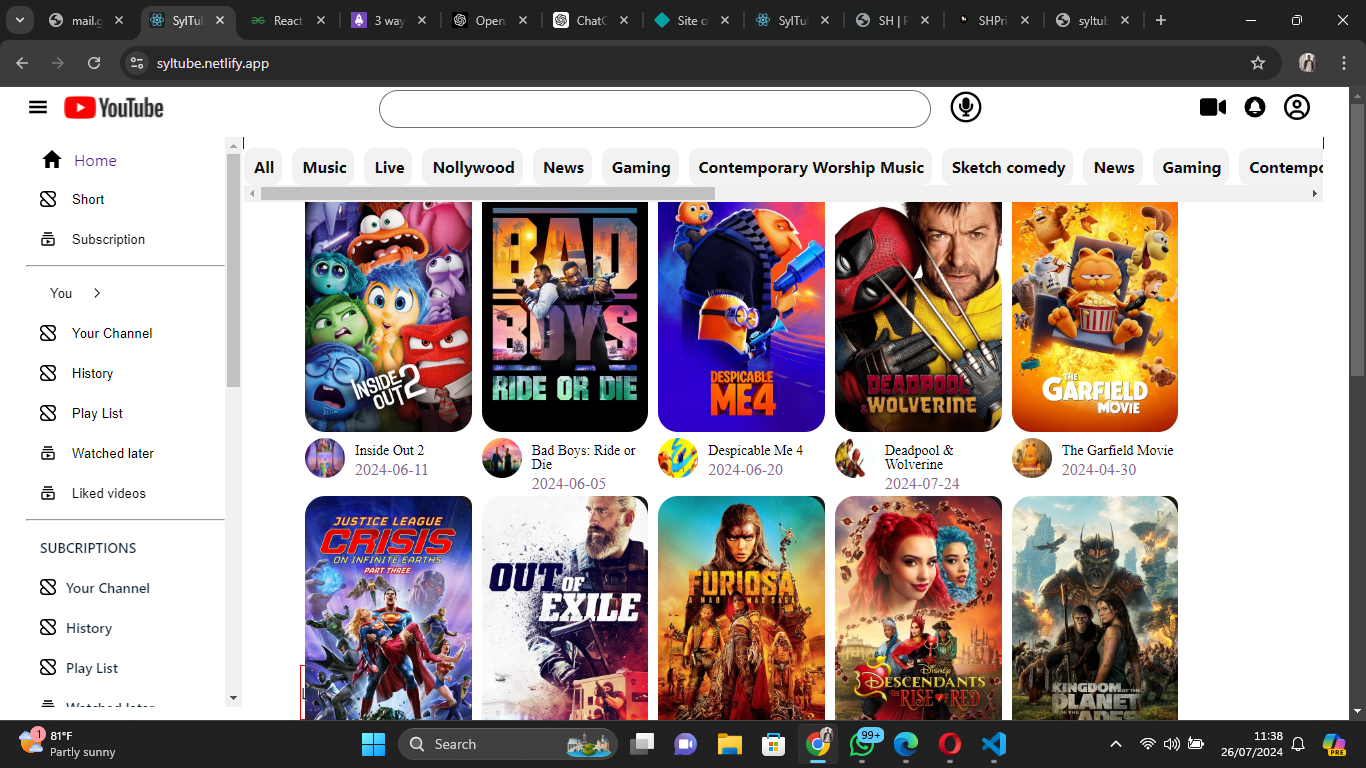 mail.g
SylTul
React
3 way
Open
ChatG
Site o
SylTu
SH | P
SHPri
syltub
syltube.netlify.app
YouTube
Home
Short
Subscription
You
Your Channel
History
Play List
Watched later
Liked videos
SUBCRIPTIONS
Your Channel
History
Play List
Watched later
All
Music
Live
Nollywood
News
Gaming
Contemporary Worship Music
Sketch comedy
News
Gaming
Contempo
INSIDE
OUT 2
BAD
BOYS
RIDE OR DIE
DESPICABLE
ME4
DEADPOOL
& WOLVERINE
THE
GARFIELD
MOVIE
Inside Out 2
2024-06-11
Bad Boys: Ride or
Die
2024-06-05
Despicable Me 4
2024-06-20
Deadpool &
Wolverine
2024-07-24
The Garfield Movie
2024-04-30
JUSTICE LEAGUE
CRISIS
ON INFINITE EARTHS
PART THREE
OUT OF
EXILE
FURIOSA
A MAD MAX SAGA
Disney
DESCENDANTS
THE RISE OF RED
KINGDOM OF THE
PLANET
OF THE APES
1
81°F
Partly sunny
Search
99+
11:38
26/07/2024
PRE